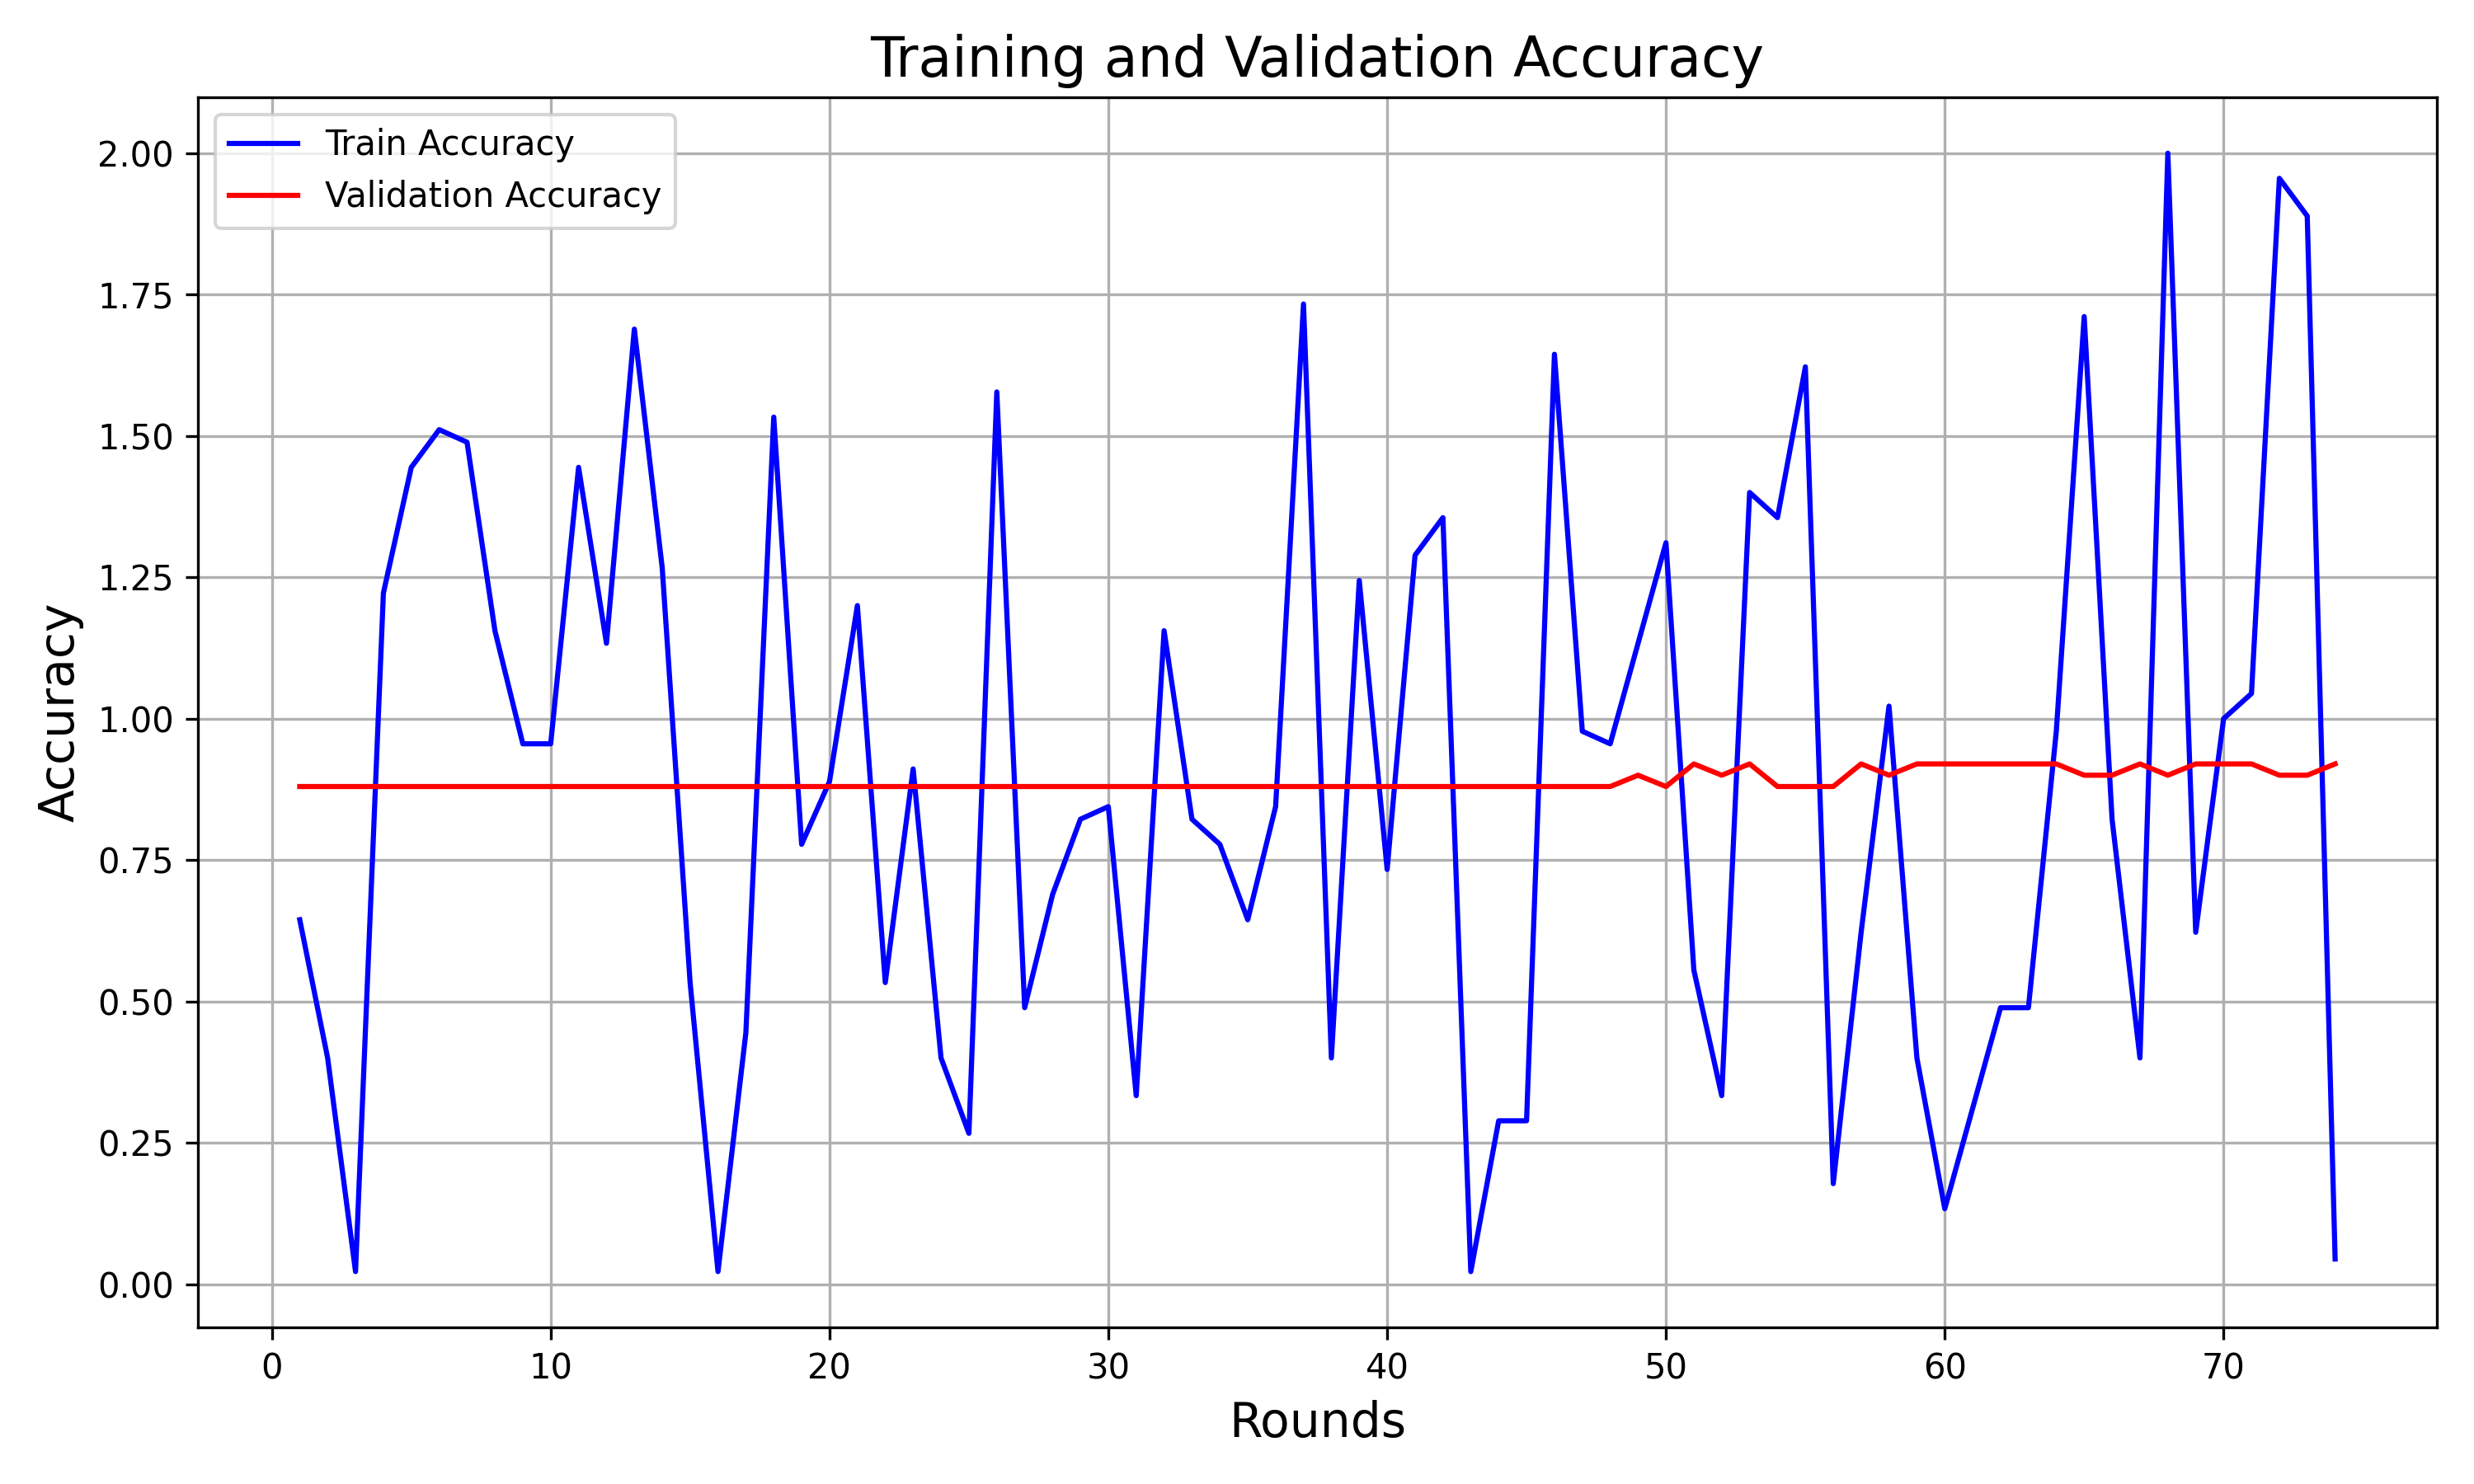 Training and Validation Accuracy
Train Accuracy
Validation Accuracy
2.00
1.75
1.50
1.25
1.00
0.75
0.50
0.25
0.00
Accuracy
0 10 20 30 40 50 60 70
Rounds